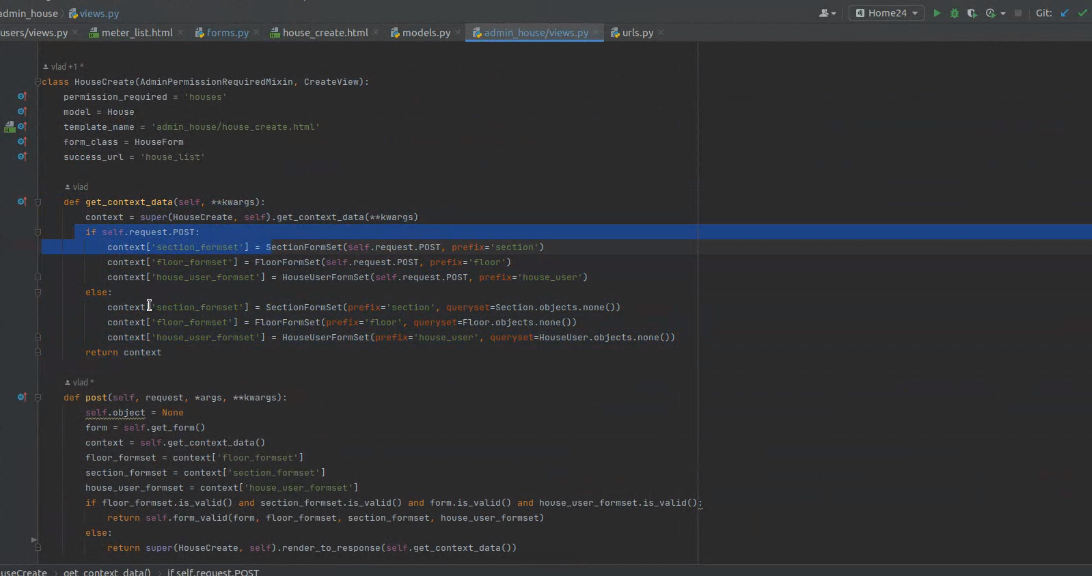 admin_house › views.py
Home24
Git:
users/views.py
meter_list.html
forms.py
house_create.html
models.py
admin_house/views.py
urls.py
vlad +1 *
class HouseCreate(AdminPermissionRequiredMixin, CreateView):
permission_required = 'houses'
model = House
template_name = 'admin_house/house_create.html'
form_class = HouseForm
success_url = 'house_list'
vlad
def get_context_data(self, **kwargs):
context = super(HouseCreate, self).get_context_data(**kwargs)
if self.request.POST:
context['section_formset'] = SectionFormSet(self.request.POST, prefix='section')
context['floor_formset'] = FloorFormSet(self.request.POST, prefix='floor')
context['house_user_formset'] = HouseUserFormSet(self.request.POST, prefix='house_user')
else:
context['section_formset'] = SectionFormSet(prefix='section', queryset=Section.objects.none())
context['floor_formset'] = FloorFormSet(prefix='floor', queryset=Floor.objects.none())
context['house_user_formset'] = HouseUserFormSet(prefix='house_user', queryset=HouseUser.objects.none())
return context
vlad *
def post(self, request, *args, **kwargs):
self.object = None
form = self.get_form()
context = self.get_context_data()
floor_formset = context['floor_formset']
section_formset = context['section_formset']
house_user_formset = context['house_user_formset']
if floor_formset.is_valid() and section_formset.is_valid() and form.is_valid() and house_user_formset.is_valid():
return self.form_valid(form, floor_formset, section_formset, house_user_formset)
else:
return super(HouseCreate, self).render_to_response(self.get_context_data())
useCreate › get_context_data() › if self.request.POST